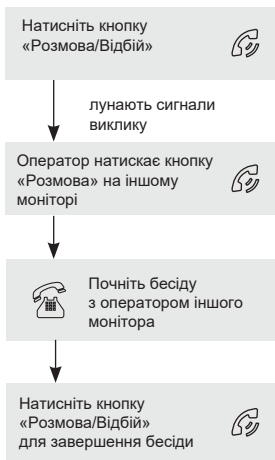 Натисніть кнопку
«Розмова/Відбій»
лунають сигнали
виклику
Оператор натискає кнопку
«Розмова» на іншому
моніторі
Почніть бесіду
з оператором іншого
монітора
Натисніть кнопку
«Розмова/Відбій»
для завершення бесіди